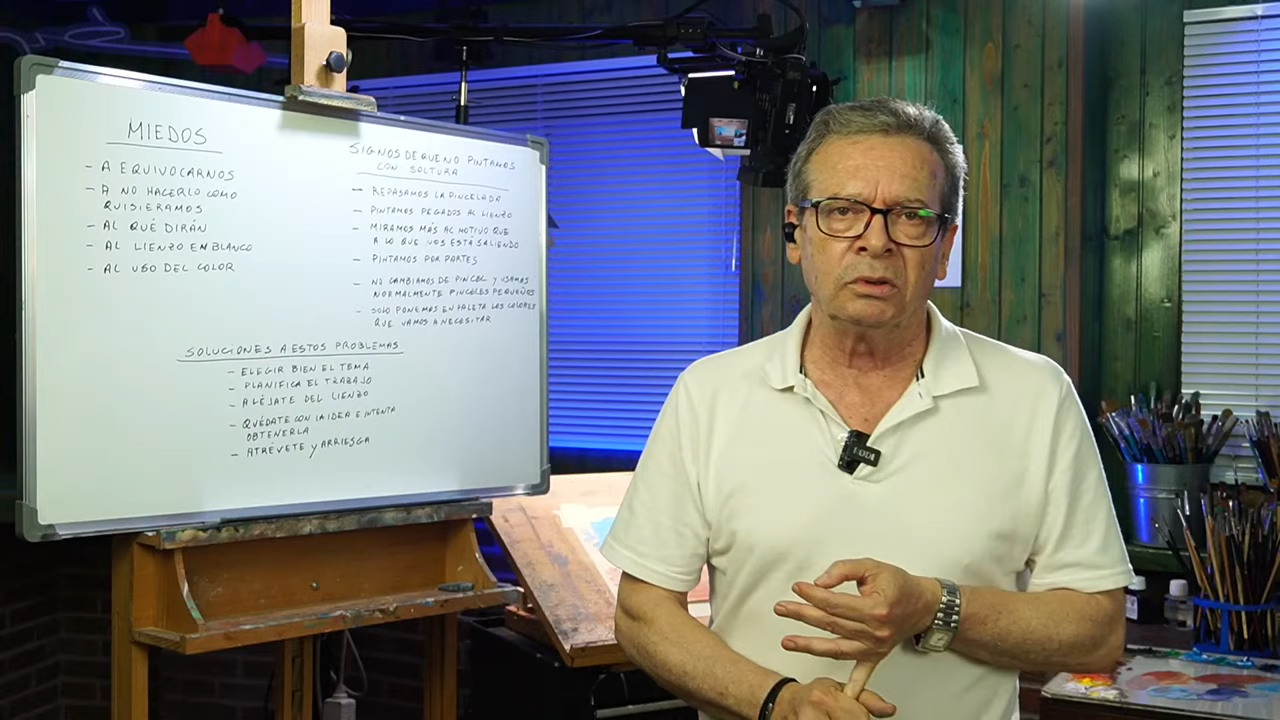 MIEDOS
- A EQUIVOCARNOS
- A NO HACERLO COMO
QUISIERAMOS
- AL QUÉ DIRÁN
- AL LIENZO EN BLANCO
- AL USO DEL COLOR
SIGNOS DE QUE NO PINTAMOS
CON SOLTURA
- REPASAMOS LA PINCELADA
- PINTAMOS PEGADOS AL LIENZO
- MIRAMOS MÁS AL MOTIVO QUE
A LO QUE NOS ESTÁ SALIENDO
- PINTAMOS POR PARTES
- NO CAMBIAMOS DE PINCEL Y USAMOS
NORMALMENTE PINCELES PEQUEÑOS
- SOLO PONEMOS EN PALETA LOS COLORES
QUE VAMOS A NECESITAR
SOLUCIONES A ESTOS PROBLEMAS
- ELEGIR BIEN EL TEMA
- PLANIFICA EL TRABAJO
- ALÉJATE DEL LIENZO
- QUÉDATE CON LA IDEA E INTENTA
OBTENERLA
- ATRÉVETE Y ARRIESGA
RODE